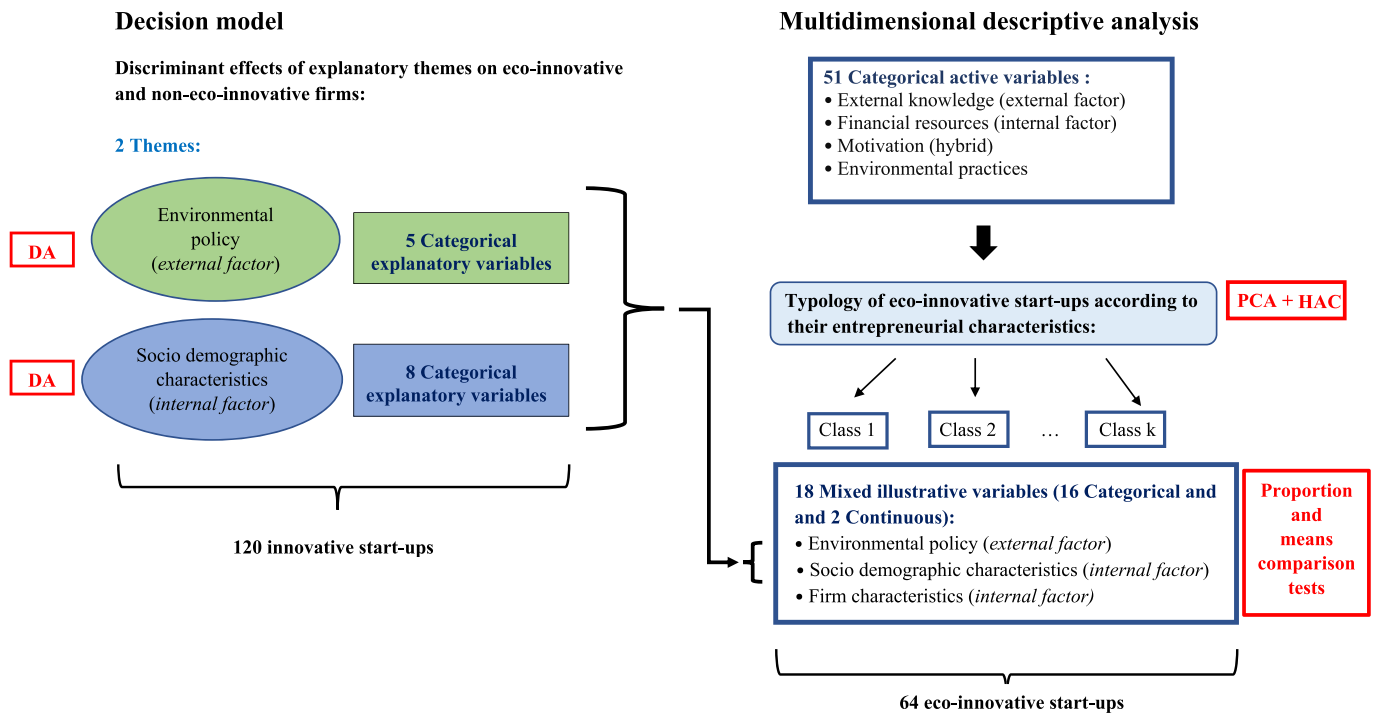 Decision model
Discriminant effects of explanatory themes on eco-innovative
and non-eco-innovative firms:
2 Themes:
DA
Environmental
policy
(external factor)
5 Categorical
explanatory variables
DA
Socio demographic
characteristics
(internal factor)
8 Categorical
explanatory variables
120 innovative start-ups
Multidimensional descriptive analysis
51 Categorical active variables :
• External knowledge (external factor)
• Financial resources (internal factor)
• Motivation (hybrid)
• Environmental practices
Typology of eco-innovative start-ups according to
their entrepreneurial characteristics:
PCA + HAC
Class 1
Class 2
...
Class k
18 Mixed illustrative variables (16 Categorical and
and 2 Continuous):
• Environmental policy (external factor)
• Socio demographic characteristics (internal factor)
• Firm characteristics (internal factor)
Proportion
and
means
comparison
tests
64 eco-innovative start-ups